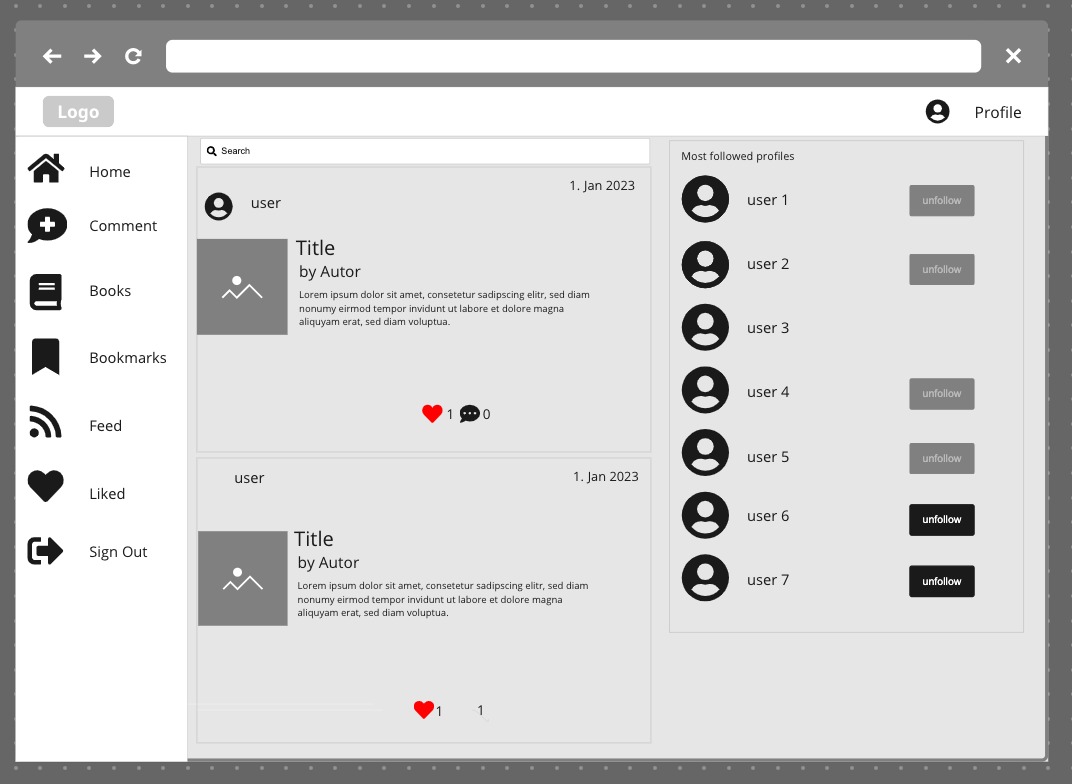 Logo
Profile
Home
Comment
Books
Bookmarks
Feed
Liked
Sign Out
Search
1. Jan 2023
user
Title
by Autor
Lorem ipsum dolor sit amet, consetetur sadipscing elitr, sed diam
nonumy eirmod tempor invidunt ut labore et dolore magna
aliquyam erat, sed diam voluptua.
1 0
user 1. Jan 2023
Title
by Autor
Lorem ipsum dolor sit amet, consetetur sadipscing elitr, sed diam
nonumy eirmod tempor invidunt ut labore et dolore magna
aliquyam erat, sed diam voluptua.
1 1
Most followed profiles
user 1 unfollow
user 2 unfollow
user 3
user 4 unfollow
user 5 unfollow
user 6 unfollow
user 7 unfollow